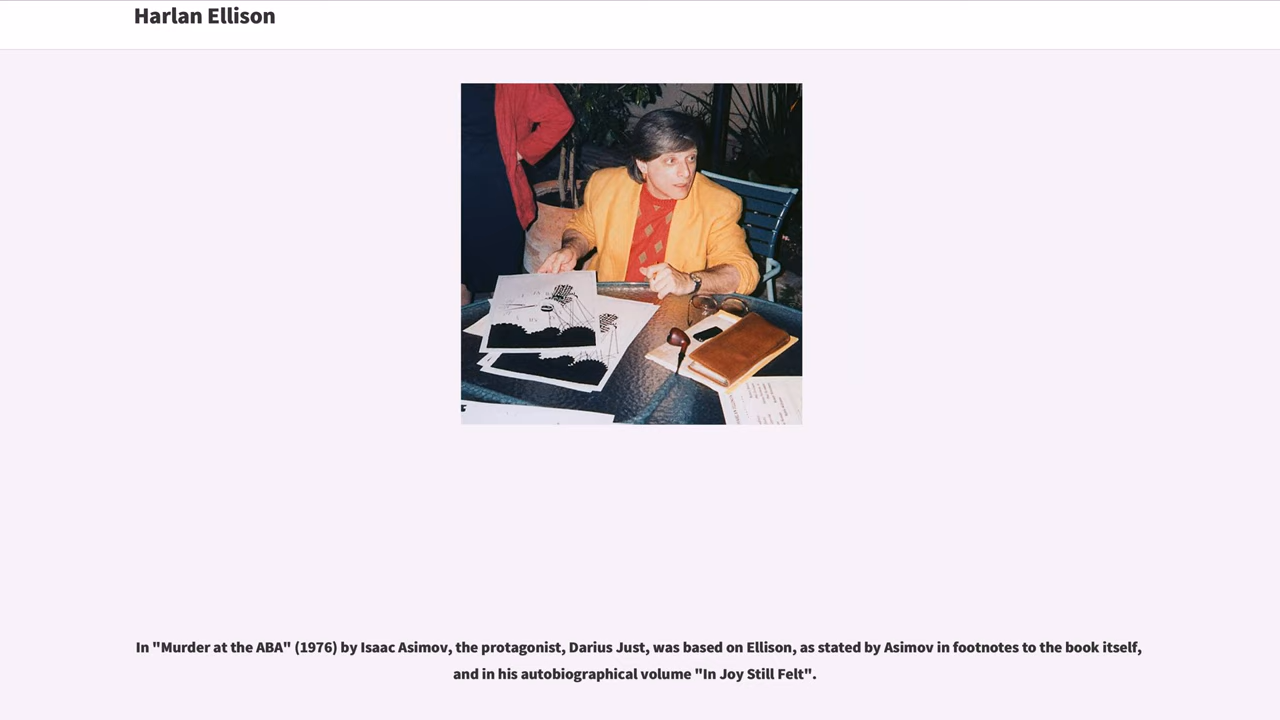 Harlan Ellison
In "Murder at the ABA" (1976) by Isaac Asimov, the protagonist, Darius Just, was based on Ellison, as stated by Asimov in footnotes to the book itself,
and in his autobiographical volume "In Joy Still Felt".